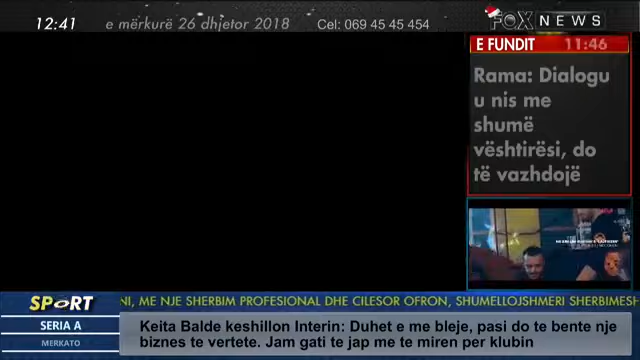 12:41
e mërkurë 26 dhjetor 2018
Cel: 069 45 45 454
FOX NEWS
E FUNDIT
11:46
Rama: Dialogu
u nis me
shumë
vështirësi, do
të vazhdojë
SPORT
NI, ME NJE SHERBIM PROFESIONAL DHE CILESOR OFRON, SHUMELLOJSHMERI SHERBIMESH
SERIA A
MERKATO
Keita Balde keshillon Interin: Duhet e me bleje, pasi do te bente nje
biznes te vertete. Jam gati te jap me te miren per klubin